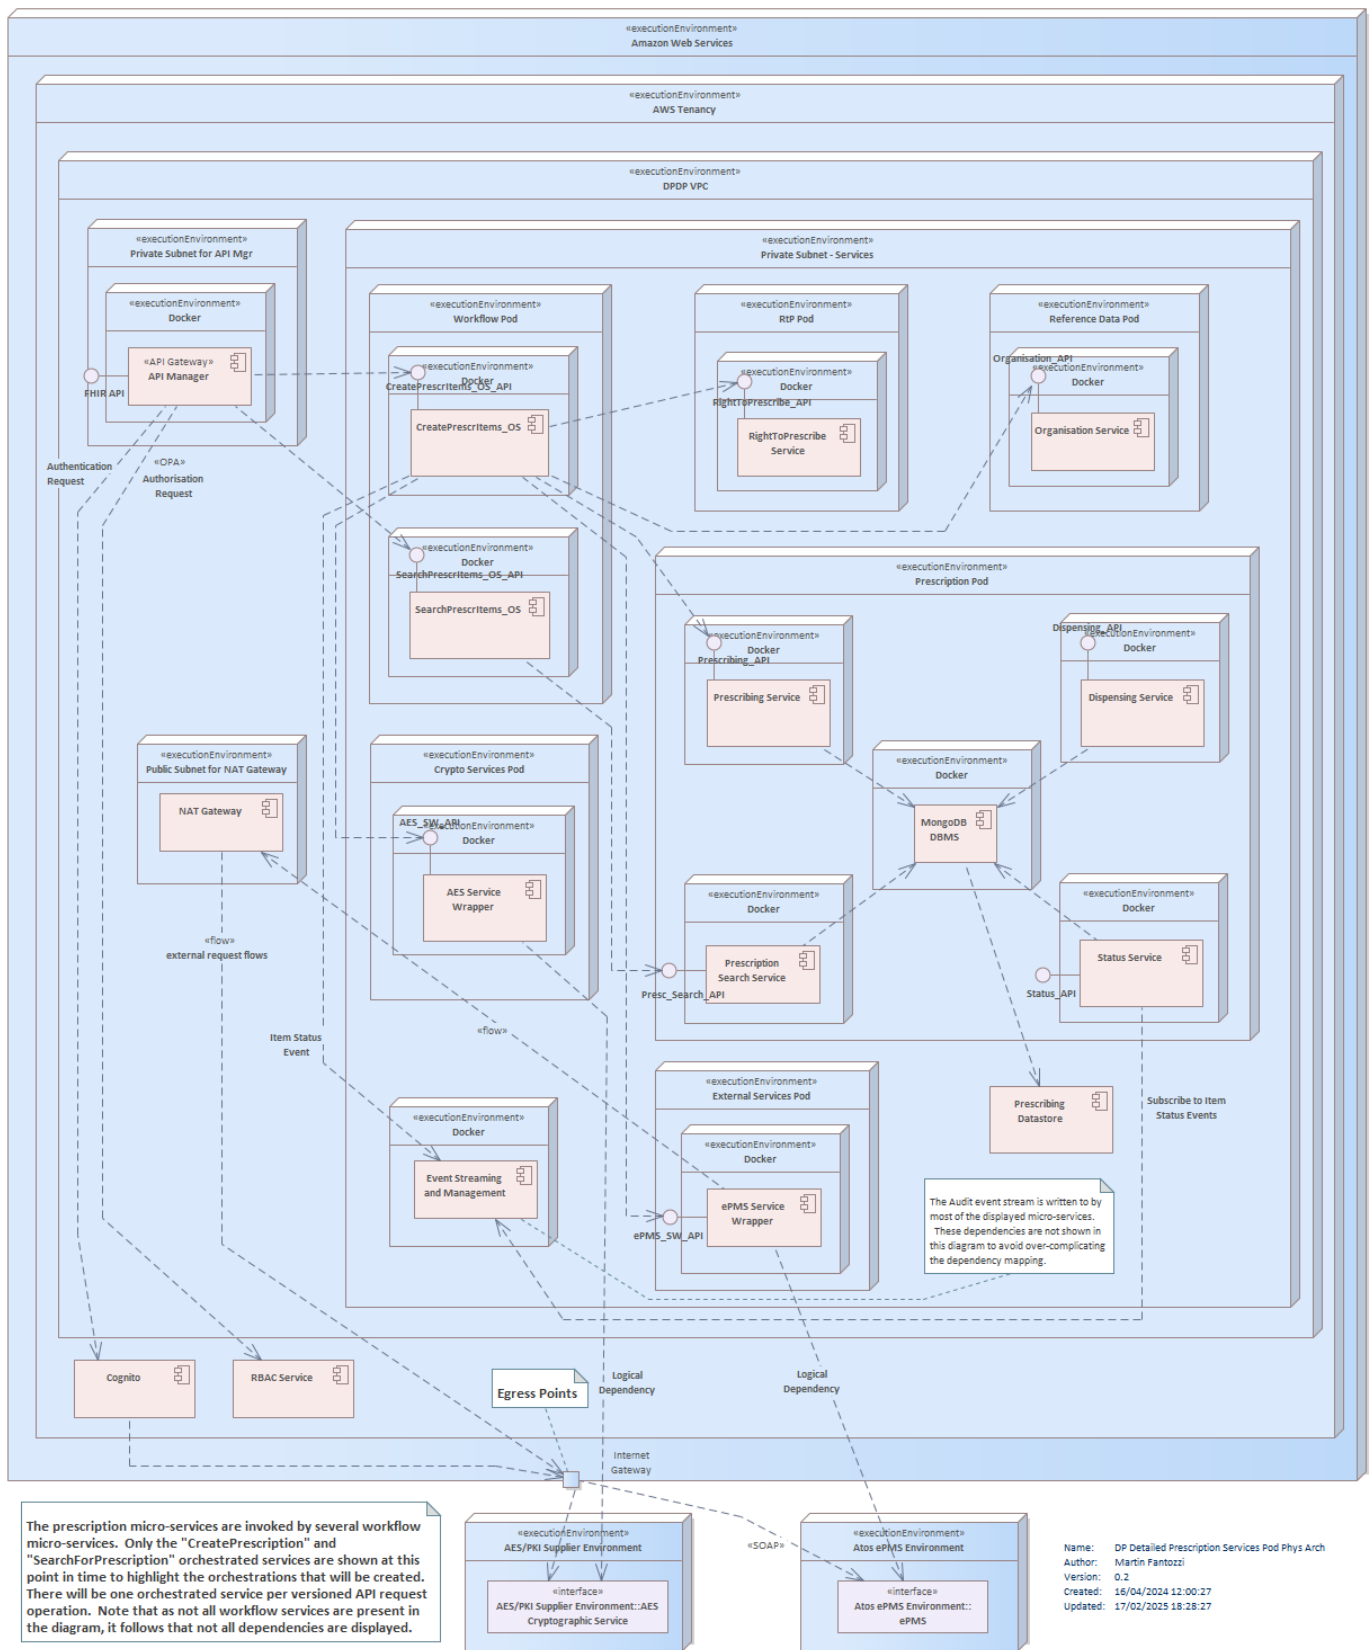 «executionEnvironment»
Amazon Web Services
«executionEnvironment»
AWS Tenancy
«executionEnvironment»
DPDP VPC
«executionEnvironment»
Private Subnet for API Mgr
«executionEnvironment»
Docker
«API Gateway»
API Manager
FHIR API
Authentication
Request
«OPA»
Authorisation
Request
«executionEnvironment»
Private Subnet - Services
«executionEnvironment»
Workflow Pod
«executionEnvironment»
Docker
CreatePrescrItems_OS_API
CreatePrescrItems_OS
«executionEnvironment»
Docker
SearchPrescrItems_OS_API
SearchPrescrItems_OS
«executionEnvironment»
RtP Pod
«executionEnvironment»
Docker
RightToPrescribe_API
RightToPrescribe
Service
«executionEnvironment»
Reference Data Pod
Organisation_API
«executionEnvironment»
Docker
Organisation Service
«executionEnvironment»
Prescription Pod
«executionEnvironment»
Docker
Prescribing_API
Prescribing Service
Dispensing_API
«executionEnvironment»
Docker
Dispensing Service
«executionEnvironment»
Docker
MongoDB
DBMS
«executionEnvironment»
Docker
Prescription
Search Service
Presc_Search_API
«executionEnvironment»
Docker
Status Service
Status_API
«executionEnvironment»
Public Subnet for NAT Gateway
NAT Gateway
«flow»
external request flows
«executionEnvironment»
Crypto Services Pod
AES_SW_API
«executionEnvironment»
Docker
AES Service
Wrapper
«flow»
Item Status
Event
«executionEnvironment»
Docker
Event Streaming
and Management
«executionEnvironment»
External Services Pod
«executionEnvironment»
Docker
ePMS Service
Wrapper
ePMS_SW_API
Prescribing
Datastore
Subscribe to Item
Status Events
The Audit event stream is written to by
most of the displayed micro-services.
These dependencies are not shown in
this diagram to avoid over-complicating
the dependency mapping.
Cognito
RBAC Service
Egress Points
Logical
Dependency
Logical
Dependency
Internet
Gateway
The prescription micro-services are invoked by several workflow
micro-services. Only the "CreatePrescription" and
"SearchForPrescription" orchestrated services are shown at this
point in time to highlight the orchestrations that will be created.
There will be one orchestrated service per versioned API request
operation. Note that as not all workflow services are present in
the diagram, it follows that not all dependencies are displayed.
«executionEnvironment»
AES/PKI Supplier Environment
«interface»
AES/PKI Supplier Environment::AES
Cryptographic Service
«SOAP»
«executionEnvironment»
Atos ePMS Environment
«interface»
Atos ePMS Environment::
ePMS
Name: DP Detailed Prescription Services Pod Phys Arch
Author: Martin Fantozzi
Version: 0.2
Created: 16/04/2024 12:00:27
Updated: 17/02/2025 18:28:27